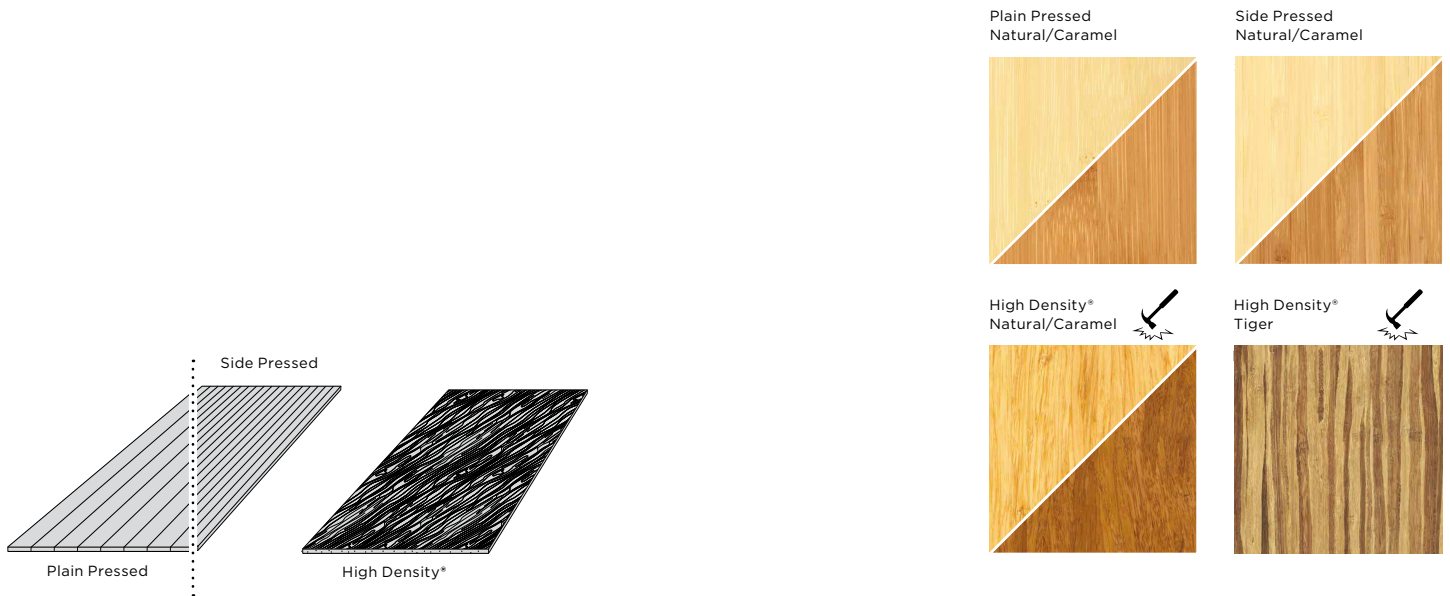 Plain Pressed
Natural/Caramel
Side Pressed
Natural/Caramel
High Density®
Natural/Caramel
High Density®
Tiger
Side Pressed
Plain Pressed
High Density®